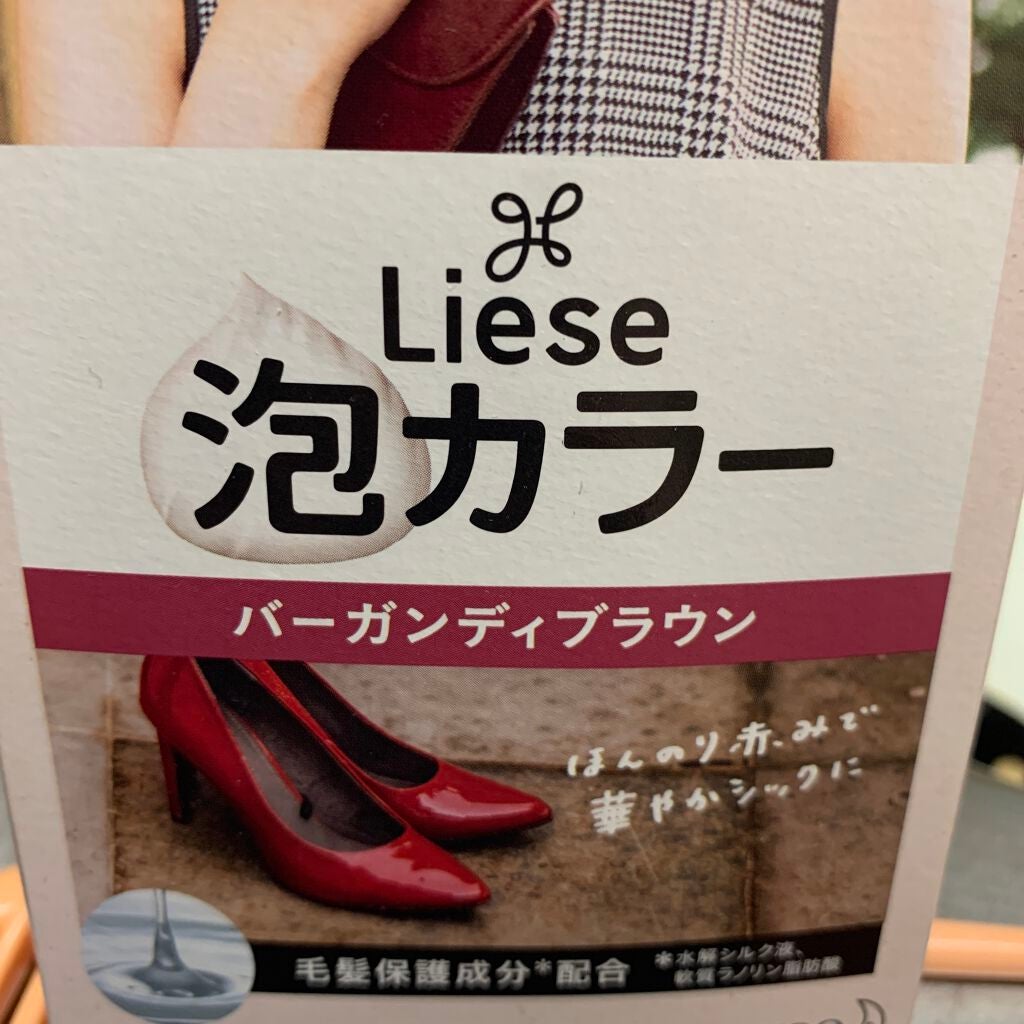 Liese
泡カラー
バーガンディブラウン
ほんのり赤みで
華やかシックに
毛髪保護成分*配合
*水解シルク液、
軟質ラノリン脂肪酸